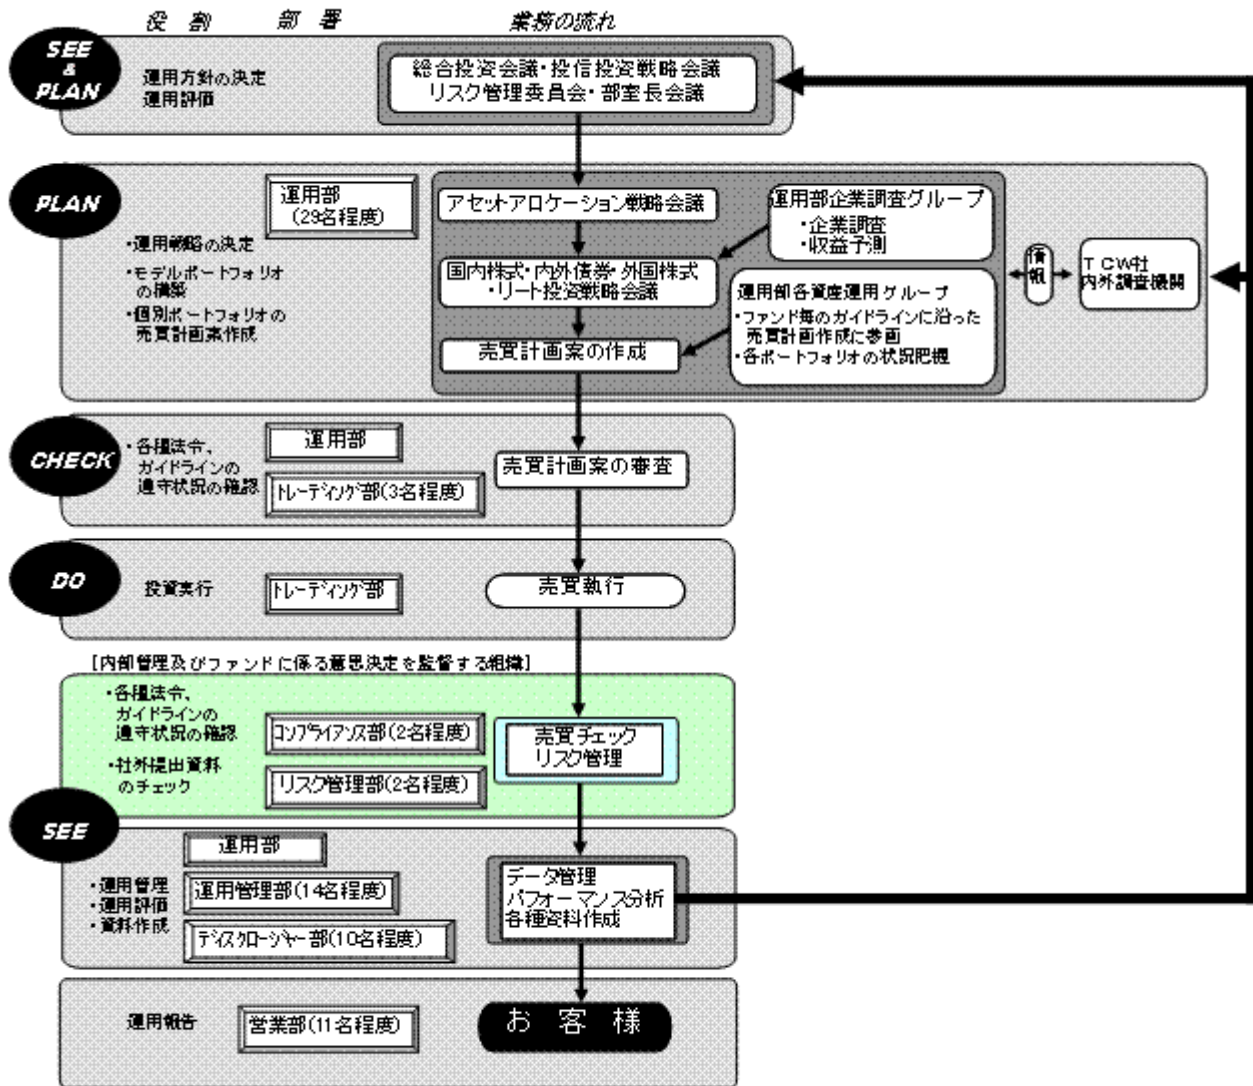 役 割 部 署 業務の流れ
SEE
&
PLAN
運用方針の決定
運用評価
総合投資会議・投信投資戦略会議
リスク管理委員会・部室長会議
PLAN
運用部
(29名程度)
・運用戦略の決定
・モデルポートフォリオ
の構築
・個別ポートフォリオの
売買計画案作成
アセットアロケーション戦略会議
国内株式・内外債券・外国株式
・リート投資戦略会議
売買計画案の作成
運用部企業調査グループ
・企業調査
・収益予測
運用部各資産運用グループ
・ファンド毎のガイドラインに沿った
売買計画作成に参画
・各ポートフォリオの状況把握
情
報
TCW社
内外調査機関
CHECK
・各種法令、
ガイドラインの
遵守状況の確認
運用部
トレーディング部(3名程度)
売買計画案の審査
DO
投資実行
トレーディング部
売買執行
[内部管理及びファンドに係る意思決定を監督する組織]
・各種法令、
ガイドラインの
遵守状況の確認
・社外提出資料
のチェック
コンプライアンス部(2名程度)
リスク管理部(2名程度)
売買チェック
リスク管理
SEE
・運用管理
・運用評価
・資料作成
運用部
運用管理部(14名程度)
ディスクロージャー部(10名程度)
データ管理
パフォーマンス分析
各種資料作成
運用報告
営業部(11名程度)
お 客 様